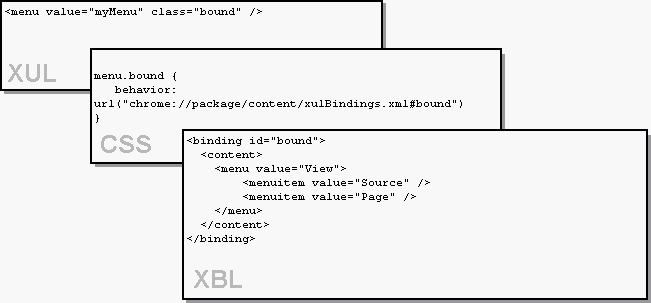 <menu value="myMenu" class="bound" />
XUL
menu.bound {
behavior:
url("chrome://package/content/xulBindings.xml#bound")
}
CSS
<binding id="bound">
<content>
<menu value="View">
<menuitem value="Source" />
<menuitem value="Page" />
</menu>
</content>
</binding>
XBL